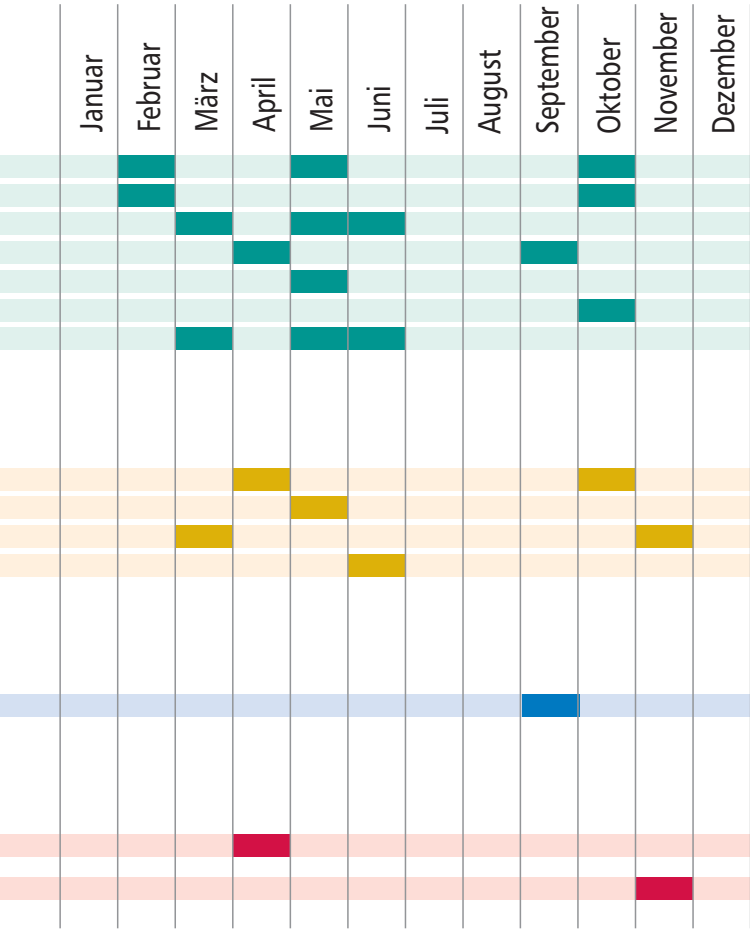 Januar
Februar
März
April
Mai
Juni
Juli
August
September
Oktober
November
Dezember